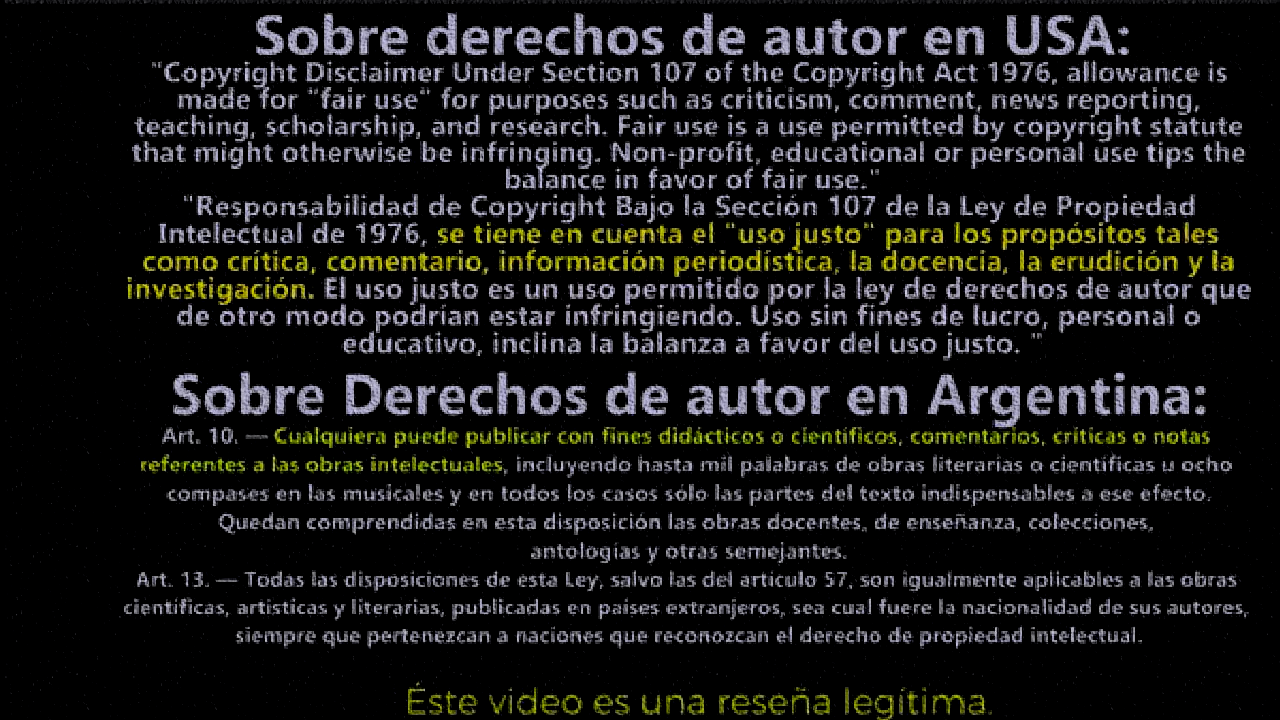 Sobre derechos de autor en USA:
"Copyright Disclaimer Under Section 107 of the Copyright Act 1976, allowance is
made for "fair use" for purposes such as criticism, comment, news reporting,
teaching, scholarship, and research. Fair use is a use permitted by copyright statute
that might otherwise be infringing. Non-profit, educational or personal use tips the
balance in favor of fair use."
"Responsabilidad de Copyright Bajo la Sección 107 de la Ley de Propiedad
Intelectual de 1976, se tiene en cuenta el "uso justo" para los propósitos tales
como crítica, comentario, información periodística, la docencia, la erudición y la
investigación. El uso justo es un uso permitido por la ley de derechos de autor que
de otro modo podrían estar infringiendo. Uso sin fines de lucro, personal o
educativo, inclina la balanza a favor del uso justo. "
Sobre Derechos de autor en Argentina:
Art. 10. — Cualquiera puede publicar con fines didácticos o científicos, comentarios, críticas o notas
referentes a las obras intelectuales, incluyendo hasta mil palabras de obras literarias o científicas u ocho
compases en las musicales y en todos los casos sólo las partes del texto indispensables a ese efecto.
Quedan comprendidas en esta disposición las obras docentes, de enseñanza, colecciones,
antologías y otras semejantes.
Art. 13. — Todas las disposiciones de esta Ley, salvo las del artículo 57, son igualmente aplicables a las obras
científicas, artísticas y literarias, publicadas en países extranjeros, sea cual fuere la nacionalidad de sus autores,
siempre que pertenezcan a naciones que reconozcan el derecho de propiedad intelectual.
Éste video es una reseña legítima.